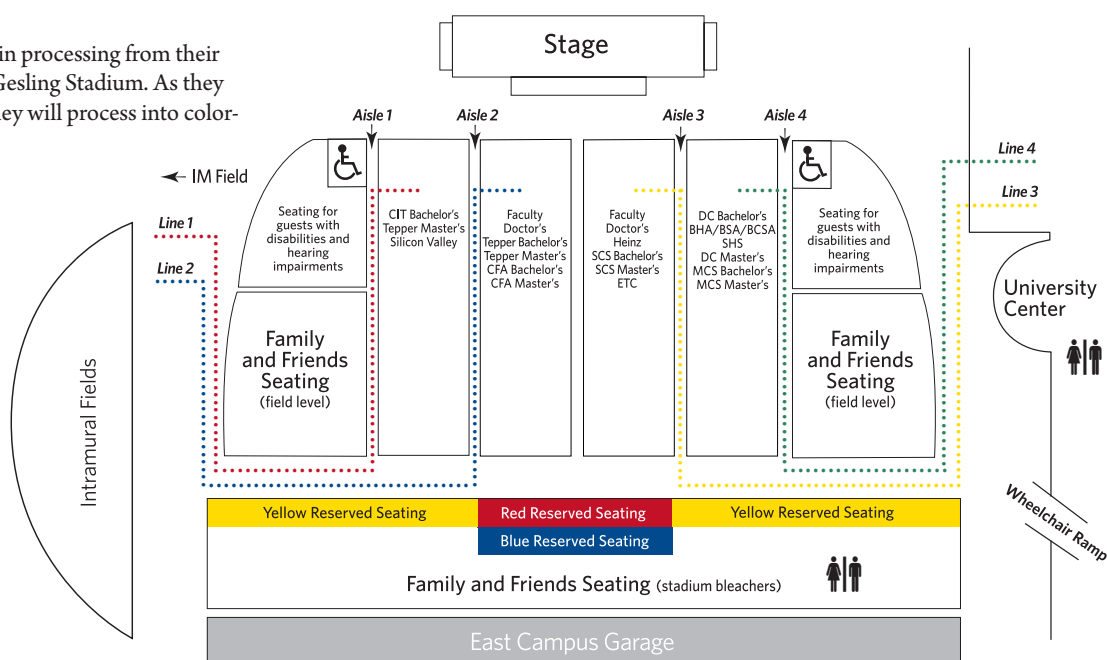 in processing from their
Gesling Stadium. As they
hey will process into color-
Stage
Aisle 1
Aisle 2
Aisle 3
Aisle 4
IM Field
Line 1
Line 2
Line 4
Line 3
Seating for
guests with
disabilities and
hearing
impairments
CIT Bachelor's
Tepper Master's
Silicon Valley
Faculty
Doctor's
Tepper Bachelor's
Tepper Master's
CFA Bachelor's
CFA Master's
Faculty
Doctor's
Heinz
SCS Bachelor's
SCS Master's
ETC
DC Bachelor's
BHA/BSA/BCSA
SHS
DC Master's
MCS Bachelor's
MCS Master's
Seating for
guests with
disabilities and
hearing
impairments
University
Center
Family
and Friends
Seating
(field level)
Family
and Friends
Seating
(field level)
Intramural Fields
Wheelchair Ramp
Yellow Reserved Seating
Red Reserved Seating
Yellow Reserved Seating
Blue Reserved Seating
Family and Friends Seating (stadium bleachers)
East Campus Garage